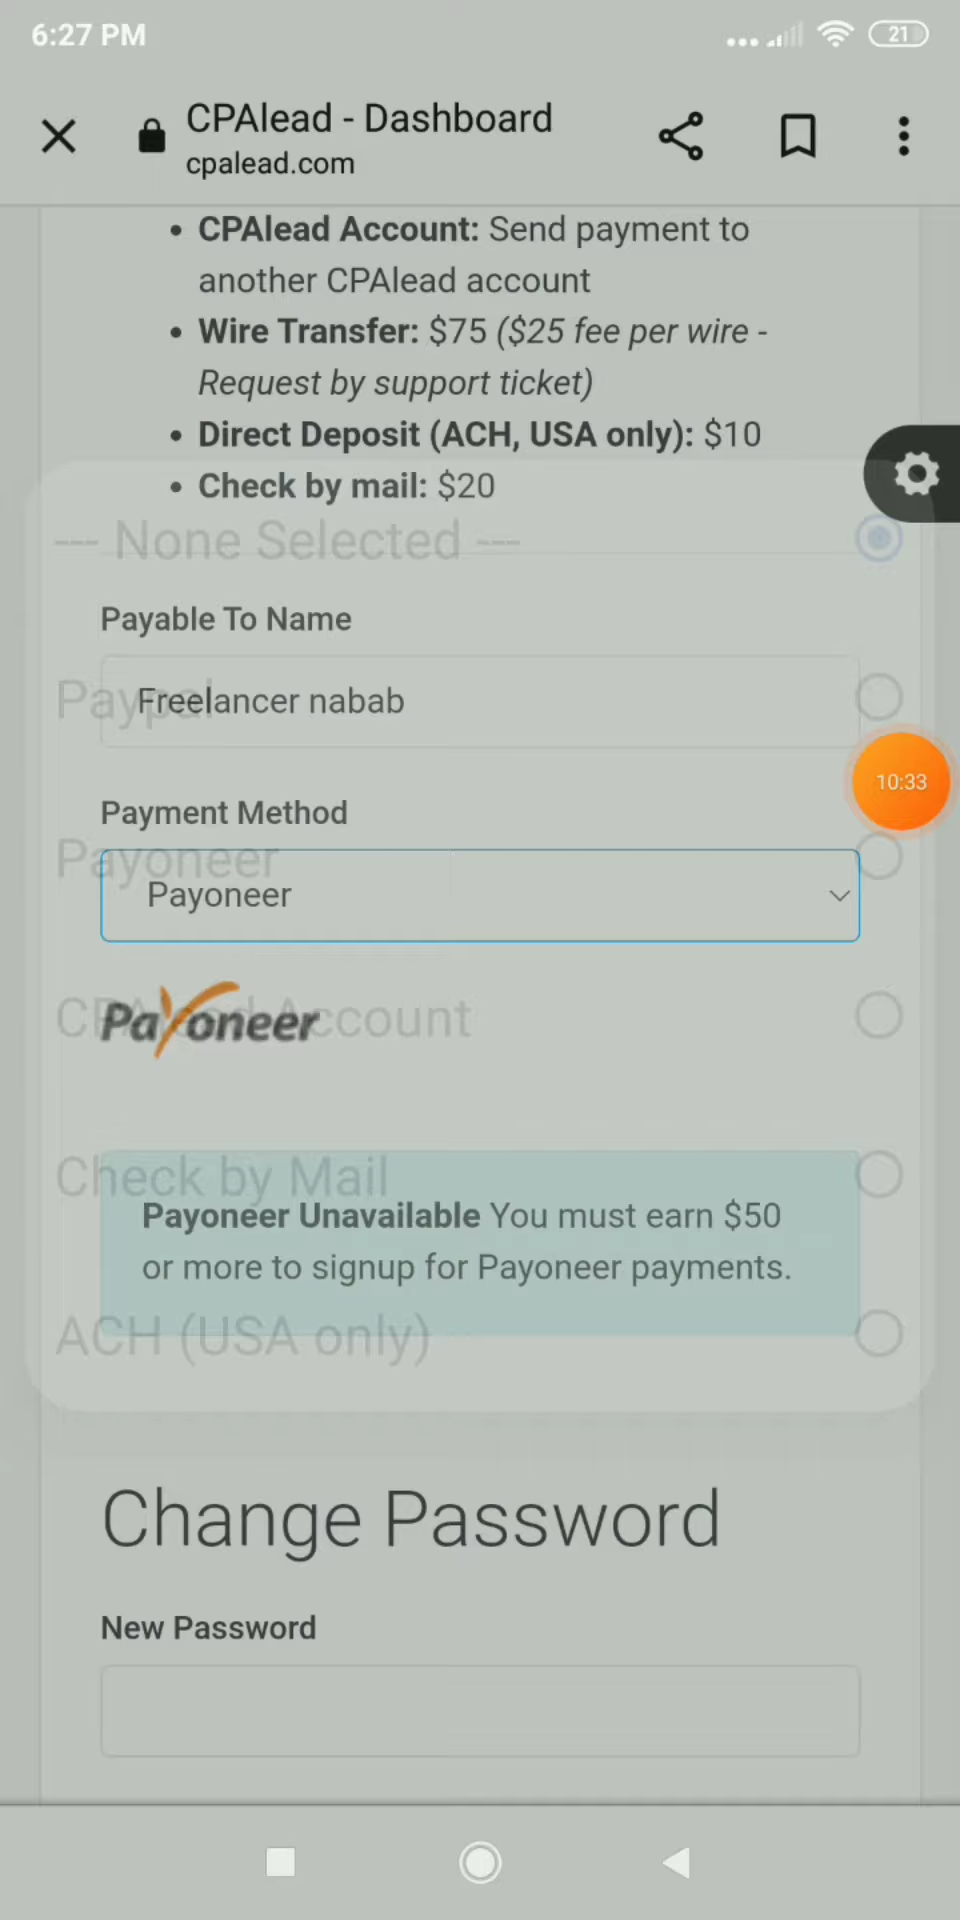 6:27 PM
21
CPAlead - Dashboard
cpalead.com
• CPAlead Account: Send payment to
another CPAlead account
• Wire Transfer: $75 ($25 fee per wire -
Request by support ticket)
• Direct Deposit (ACH, USA only): $10
• Check by mail: $20
--- None Selected ---
Payable To Name
Paypal
Freelancer nabab
10:33
Payment Method
Payoneer
Payoneer
CPAlead Account
Payoneer
Check by Mail
Payoneer Unavailable You must earn $50
or more to signup for Payoneer payments.
ACH (USA only)
Change Password
New Password